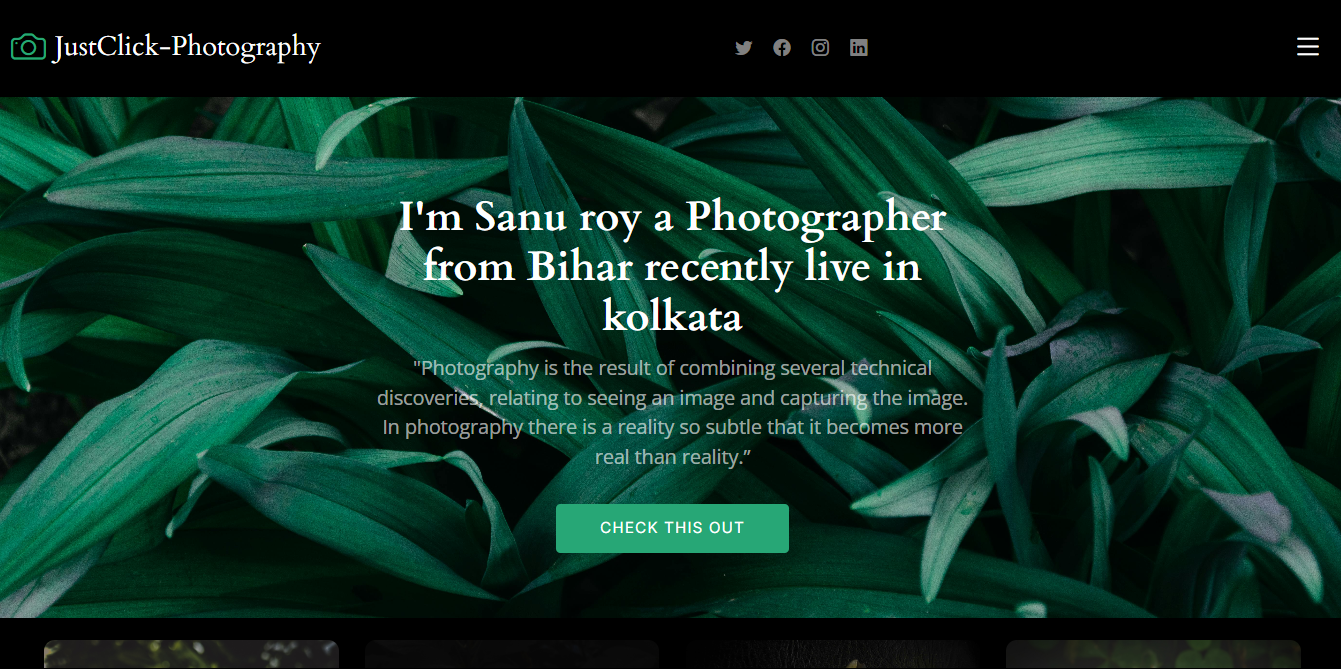 JustClick-Photography
I'm Sanu roy a Photographer
from Bihar recently live in
kolkata
"Photography is the result of combining several technical
discoveries, relating to seeing an image and capturing the image.
In photography there is a reality so subtle that it becomes more
real than reality.”
CHECK THIS OUT